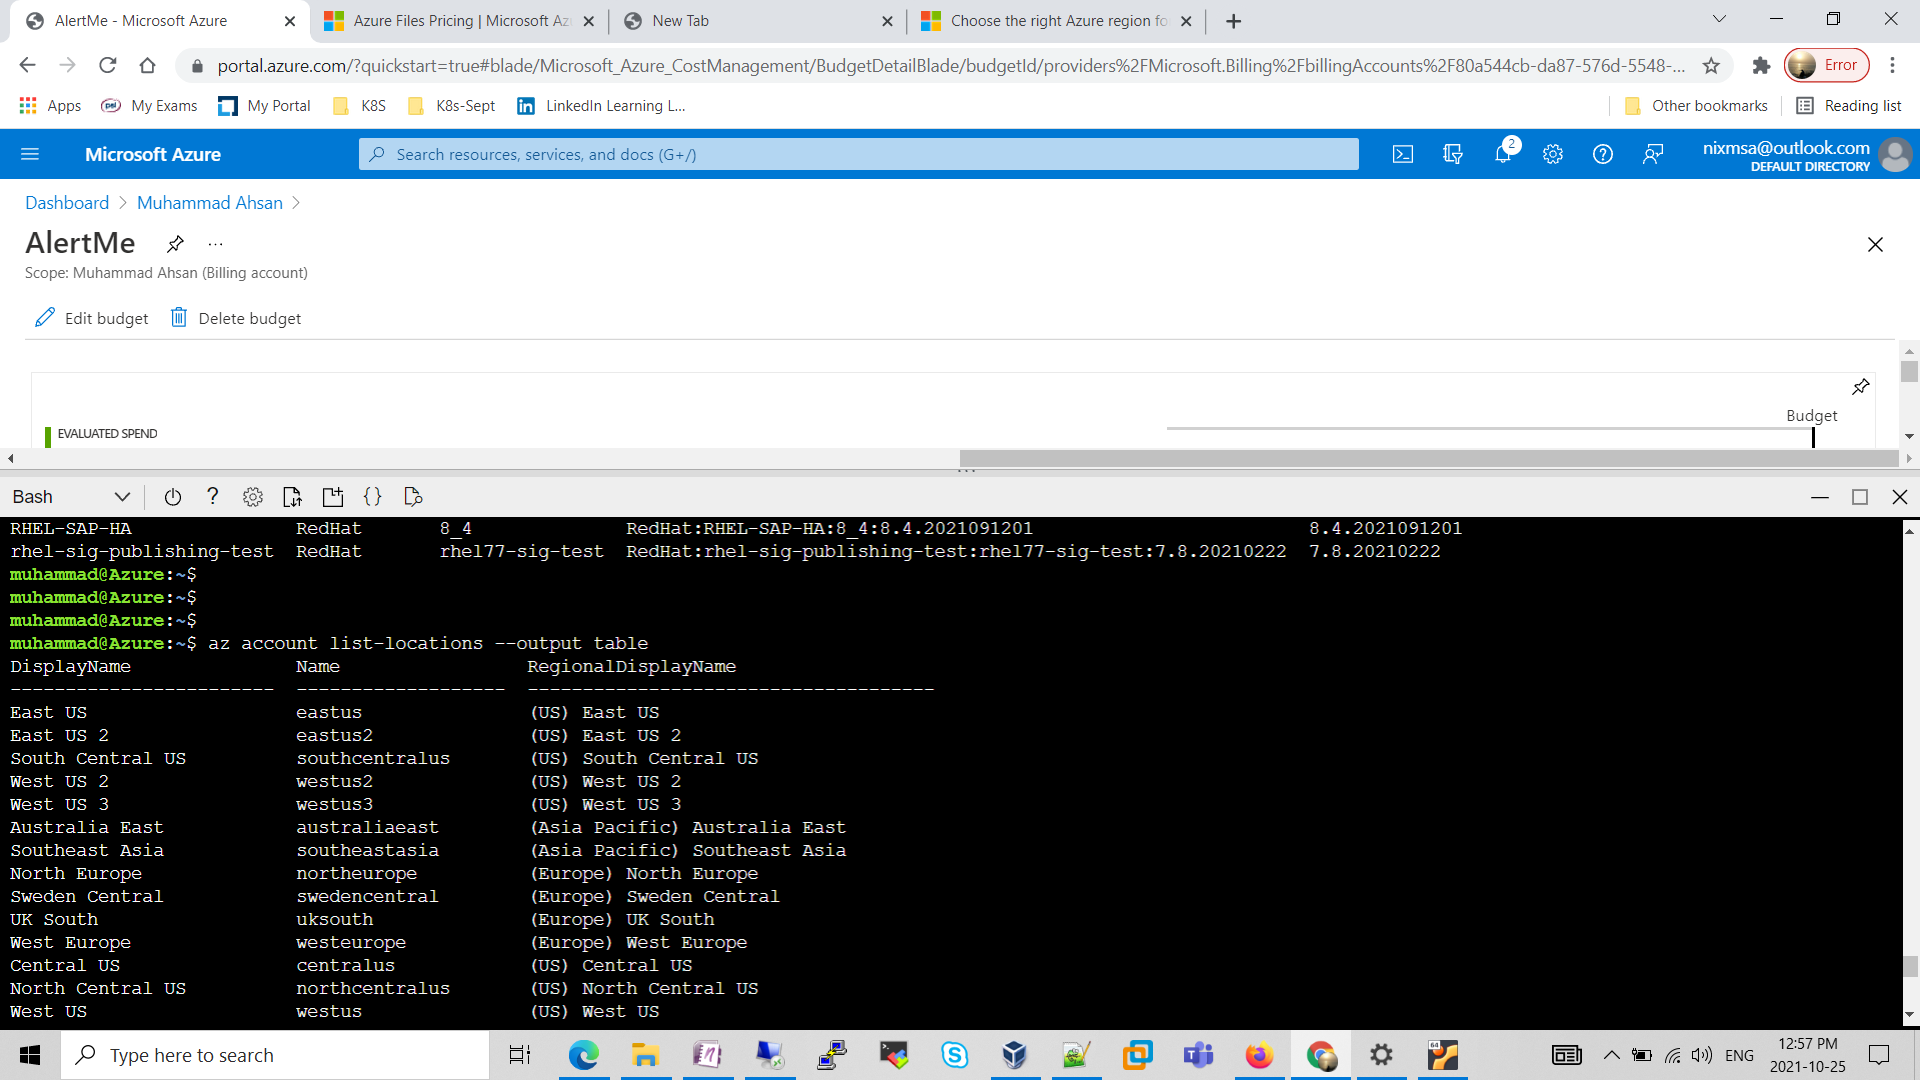 AlertMe - Microsoft Azure
Azure Files Pricing | Microsoft Az
New Tab
Choose the right Azure region fo
portal.azure.com/?quickstart=true#blade/Microsoft_Azure_CostManagement/BudgetDetailBlade/budgetId/providers%2FMicrosoft.Billing%2FbillingAccounts%2F80a544cb-da87-576d-5548-...
Error
Apps
My Exams
My Portal
K8S
K8s-Sept
LinkedIn Learning L...
Other bookmarks
Reading list
Microsoft Azure
Search resources, services, and docs (G+/)
2
nixmsa@outlook.com
DEFAULT DIRECTORY
Dashboard > Muhammad Ahsan >
AlertMe
...
Scope: Muhammad Ahsan (Billing account)
Edit budget
Delete budget
Budget
EVALUATED SPEND
Bash
RHEL-SAP-HA RedHat 8_4 RedHat:RHEL-SAP-HA:8_4:8.4.2021091201 8.4.2021091201
rhel-sig-publishing-test RedHat rhel77-sig-test RedHat:rhel-sig-publishing-test:rhel77-sig-test:7.8.20210222 7.8.20210222
muhammad@Azure:~$
muhammad@Azure:~$
muhammad@Azure:~$
muhammad@Azure:~$ az account list-locations --output table
DisplayName Name RegionalDisplayName
------------------------ ------------------- -------------------------------------
East US eastus (US) East US
East US 2 eastus2 (US) East US 2
South Central US southcentralus (US) South Central US
West US 2 westus2 (US) West US 2
West US 3 westus3 (US) West US 3
Australia East australiaeast (Asia Pacific) Australia East
Southeast Asia southeastasia (Asia Pacific) Southeast Asia
North Europe northeurope (Europe) North Europe
Sweden Central swedencentral (Europe) Sweden Central
UK South uksouth (Europe) UK South
West Europe westeurope (Europe) West Europe
Central US centralus (US) Central US
North Central US northcentralus (US) North Central US
West US westus (US) West US
Type here to search
ENG
12:57 PM
2021-10-25